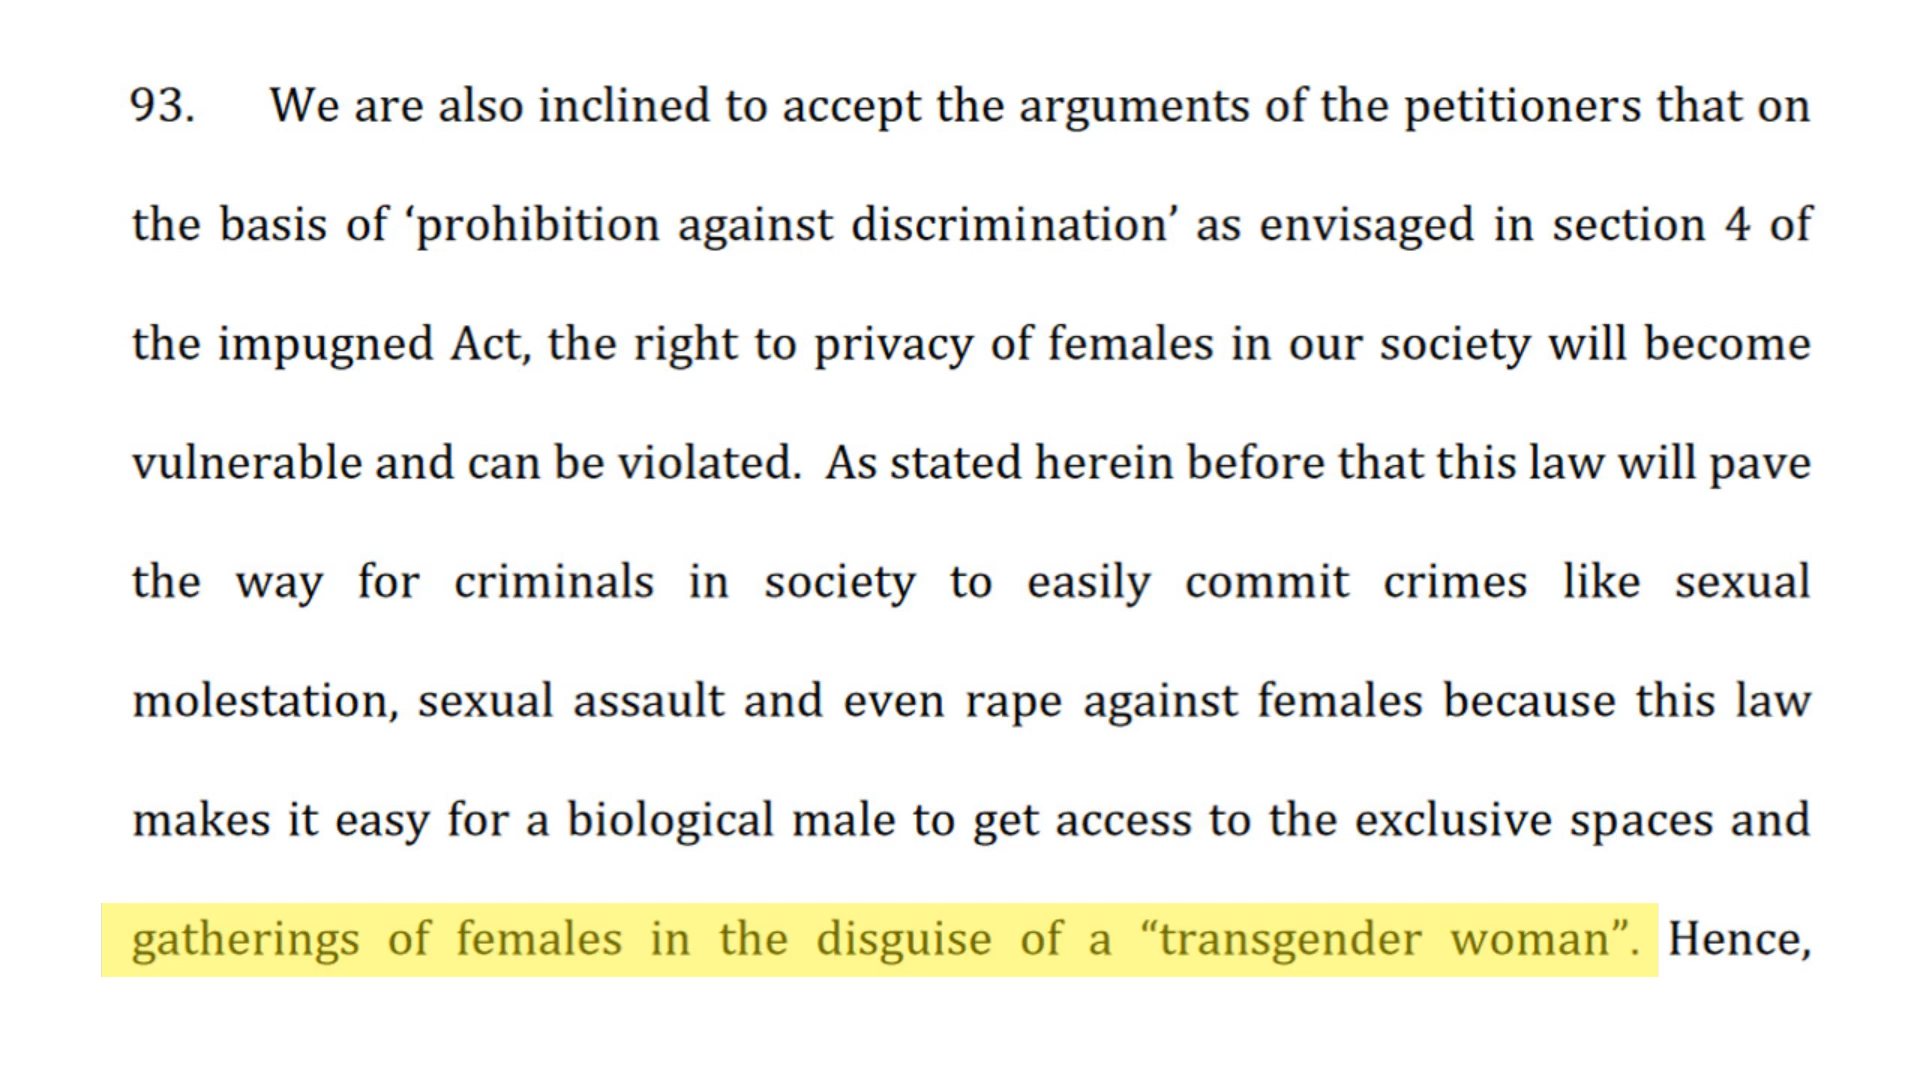 93. We are also inclined to accept the arguments of the petitioners that on
the basis of ‘prohibition against discrimination’ as envisaged in section 4 of
the impugned Act, the right to privacy of females in our society will become
vulnerable and can be violated. As stated herein before that this law will pave
the way for criminals in society to easily commit crimes like sexual
molestation, sexual assault and even rape against females because this law
makes it easy for a biological male to get access to the exclusive spaces and
gatherings of females in the disguise of a “transgender woman”. Hence,